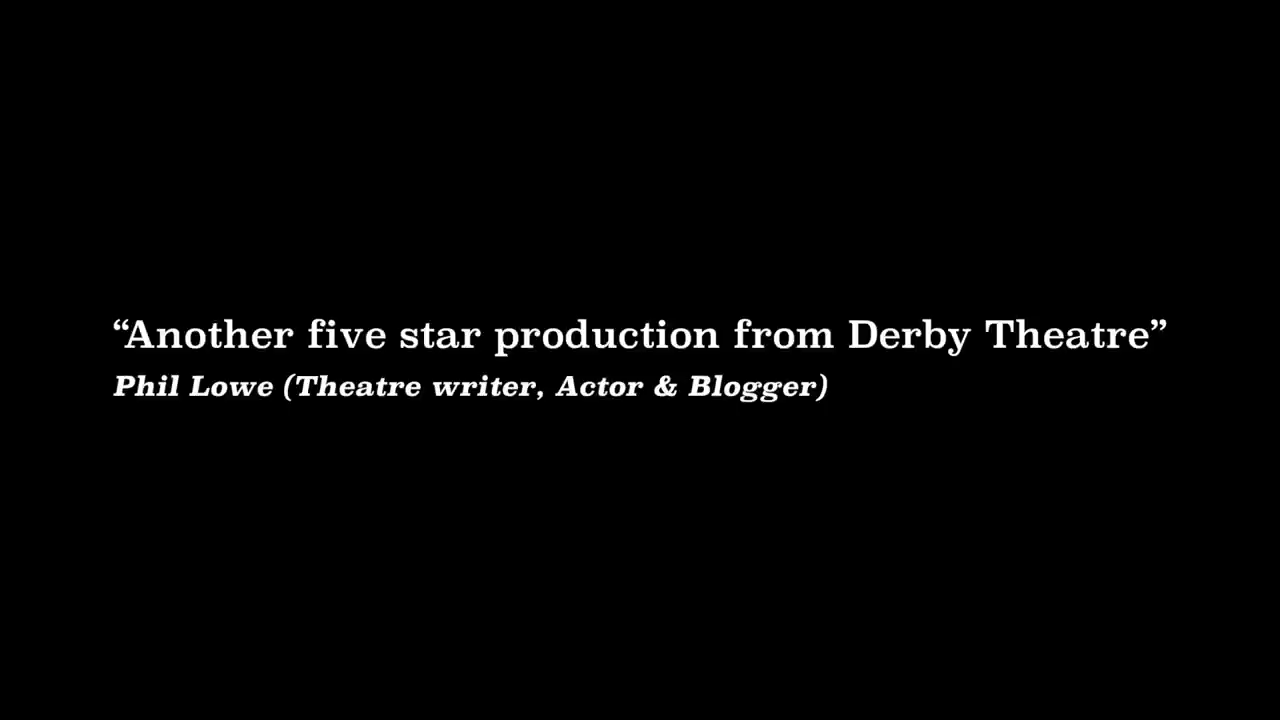 “Another five star production from Derby Theatre”
Phil Lowe (Theatre writer, Actor & Blogger)